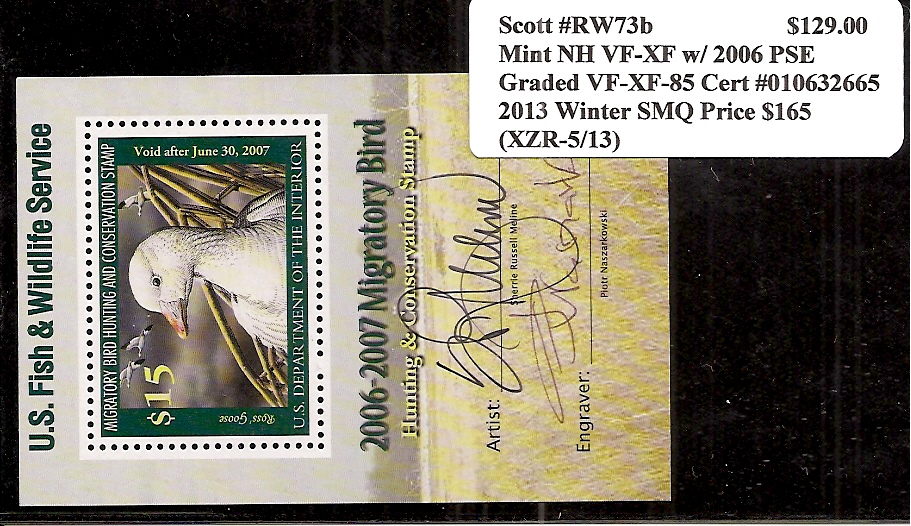 Scott #RW73b $129.00
Mint NH VF-XF w/ 2006 PSE
Graded VF-XF-85 Cert #010632665
2013 Winter SMQ Price $165
(XZR-5/13)
U.S. Fish & Wildlife Service
MIGRATORY BIRD HUNTING AND CONSERVATION STAMP
Void after June 30, 2007
$15
Ross' Goose
U.S. DEPARTMENT OF THE INTERIOR
2006-2007 Migratory Bird
Hunting & Conservation Stamp
Artist:
Sherrie Russell Meline
Engraver:
Piotr Naszarkowski